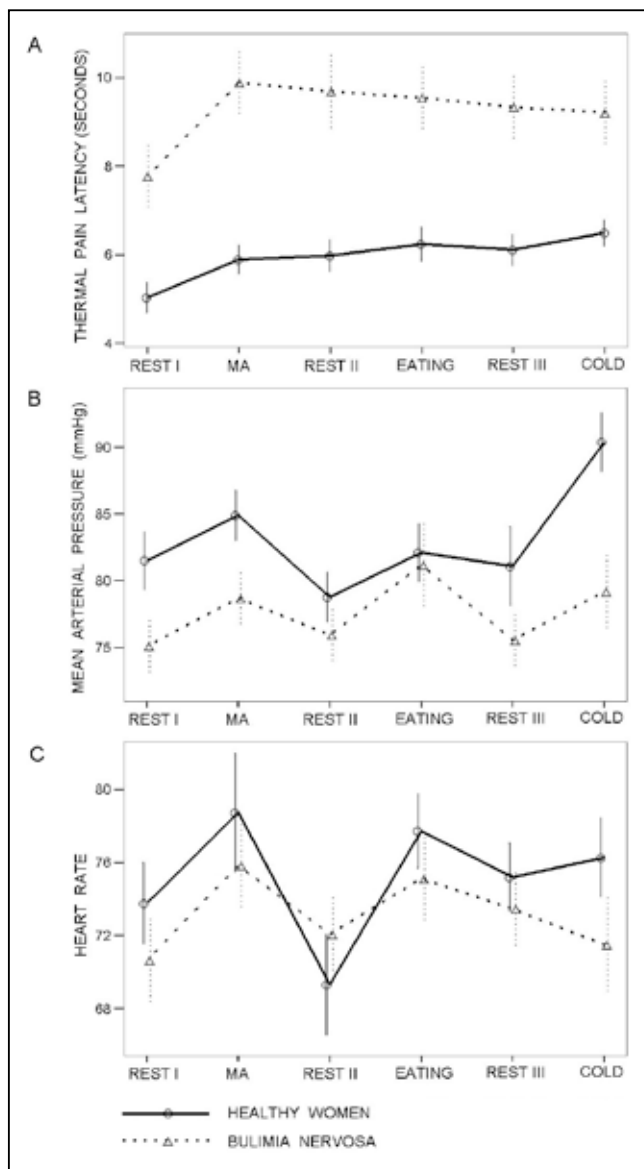 A
THERMAL PAIN LATENCY (SECONDS)
10
8
6
4
REST I MA REST II EATING REST III COLD
B
MEAN ARTERIAL PRESSURE (mmHg)
90
85
80
75
REST I MA REST II EATING REST III COLD
C
HEART RATE
80
76
72
68
REST I MA REST II EATING REST III COLD
HEALTHY WOMEN
BULIMIA NERVOSA